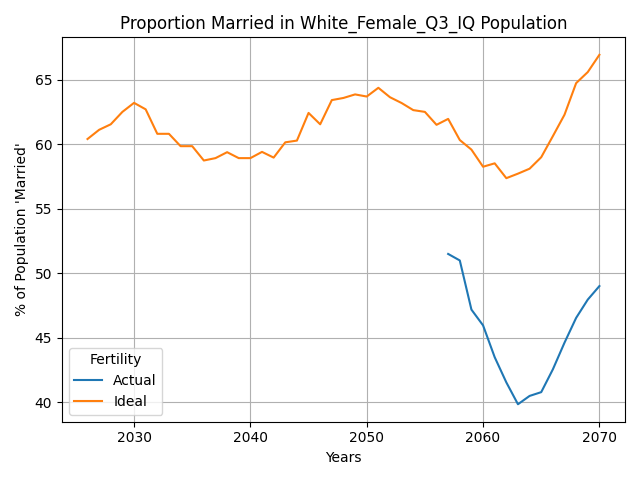 Proportion Married in White_Female_Q3_IQ Population
% of Population 'Married'
65
60
55
50
45
40
Fertility
Actual
Ideal
2030 2040 2050 2060 2070
Years